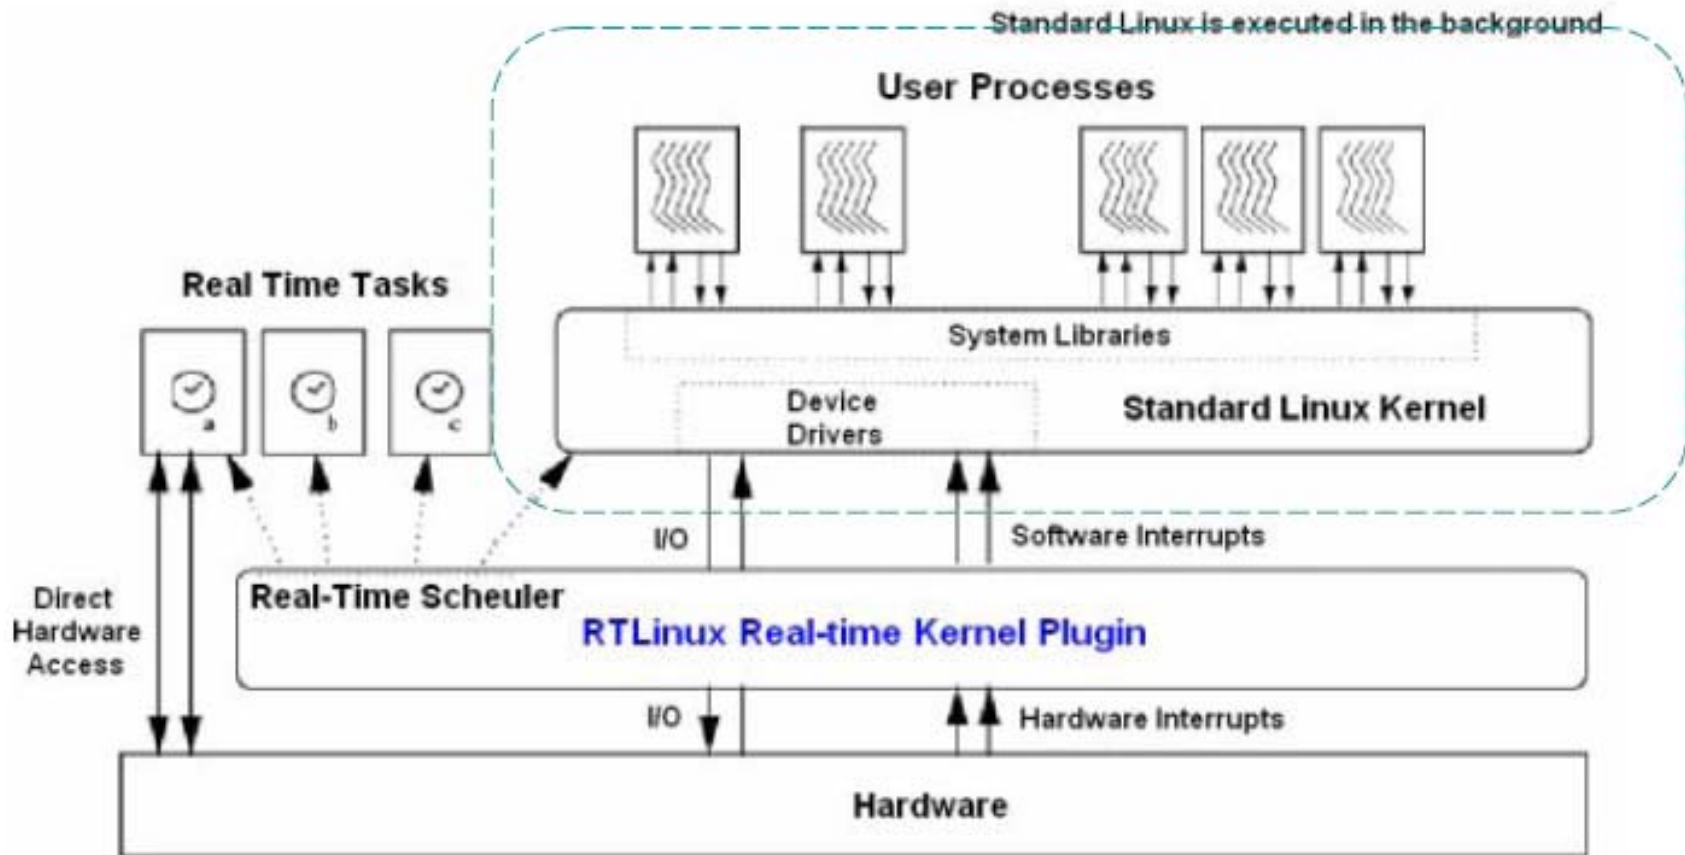 Standard Linux is executed in the background
User Processes
Real Time Tasks
System Libraries
a
b
c
Device
Drivers
Standard Linux Kernel
I/O
Software Interrupts
Direct
Hardware
Access
Real-Time Scheuler
RTLinux Real-time Kernel Plugin
I/O
Hardware Interrupts
Hardware